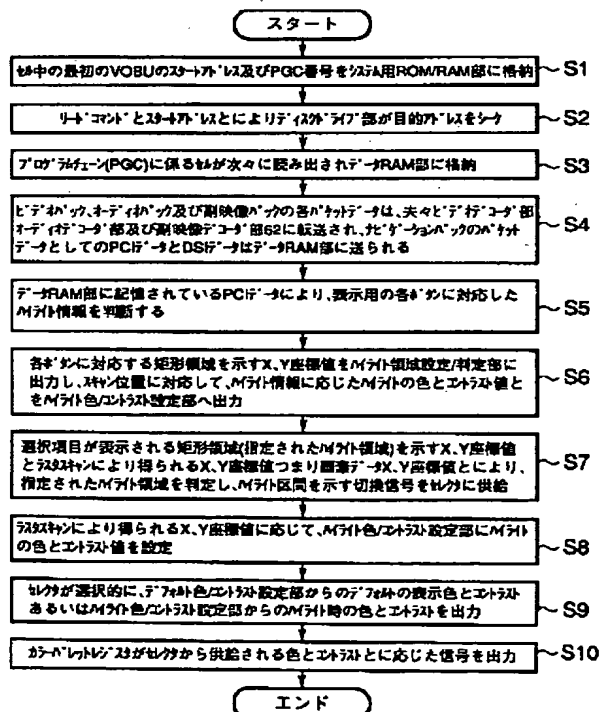 スタート
セル中の最初のVOBUのスタートアドレス及びPGC番号をシステム用ROM/RAM部に格納
S1
リードコマンドとスタートアドレスとによりディスクドライブ部が目的アドレスをシーク
S2
プログラムチェーン(PGC)に係るセルが次々に読み出されデータRAM部に格納
S3
ビデオパック、オーディオパック及び副映像パックの各パケットデータは、夫々ビデオデコーダ部
オーディオデコーダ部及び副映像デコーダ部62に転送され、ナビゲーションパックのパケット
データとしてのPCIデータとDSIデータはデータRAM部に送られる
S4
データRAM部に記憶されているPCIデータにより、表示用の各ボタンに対応した
ハイライト情報を判断する
S5
各ボタンに対応する矩形領域を示すX、Y座標値をハイライト領域設定/判定部に
出力し、スキャン位置に対応して、ハイライト情報に応じたハイライトの色とコントラスト値と
をハイライト色/コントラスト設定部へ出力
S6
選択項目が表示される矩形領域(指定されたハイライト領域)を示すX、Y座標値
とラスタスキャンにより得られるX、Y座標値つまり画素データX、Y座標値とにより、
指定されたハイライト領域を判定し、ハイライト区間を示す切換信号をセレクタに供給
S7
ラスタスキャンにより得られるX、Y座標値に応じて、ハイライト色/コントラスト設定部にハイライト
の色とコントラスト値を設定
S8
セレクタが選択的に、デフォルト色/コントラスト設定部からのデフォルトの表示色とコントラスト
あるいはハイライト色/コントラスト設定部からのハイライト時の色とコントラストを出力
S9
カラーパレットレジスタがセレクタから供給される色とコントラストとに応じた信号を出力
S10
エンド